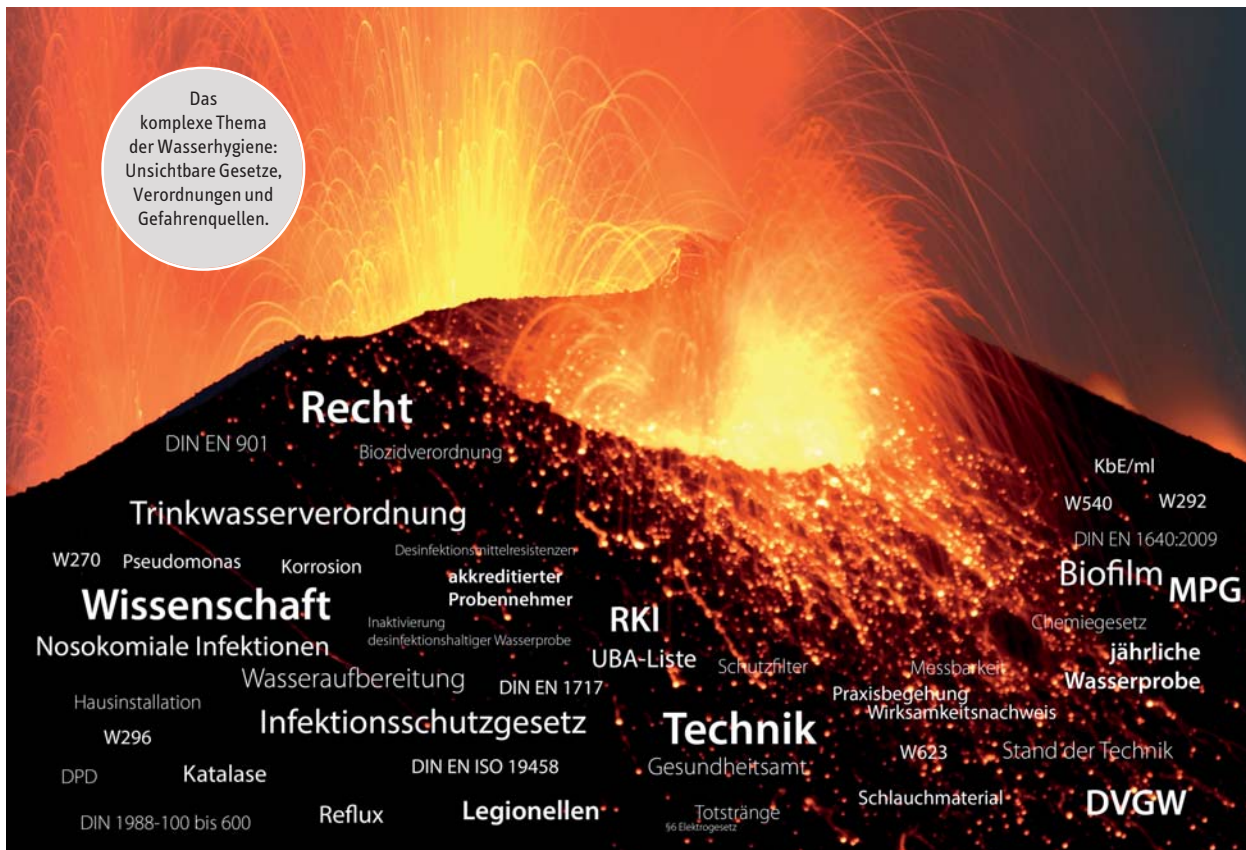 Das
komplexe Thema
der Wasserhygiene:
Unsichtbare Gesetze,
Verordnungen und
Gefahrenquellen.
Recht
DIN EN 901
Biozidverordnung
KbE/ml
W540
W292
Trinkwasserverordnung
DIN EN 1640:2009
Desinfektionsmittelresistenzen
W270
Pseudomonas
Korrosion
akkreditierter
Probennehmer
Biofilm
MPG
Wissenschaft
Inaktivierung
desinfektionshaltiger Wasserprobe
RKI
Chemiegesetz
Nosokomiale Infektionen
UBA-Liste
jährliche
Wasserprobe
Schutzfilter
Messbarkeit
Wasseraufbereitung
DIN EN 1717
Praxisbegehung
Wirksamkeitsnachweis
Hausinstallation
Infektionsschutzgesetz
Technik
W296
W623
Stand der Technik
DPD
Katalase
DIN EN ISO 19458
Gesundheitsamt
Schlauchmaterial
DVGW
DIN 1988-100 bis 600
Reflux
Legionellen
Totstränge
§6 Elektrogesetz